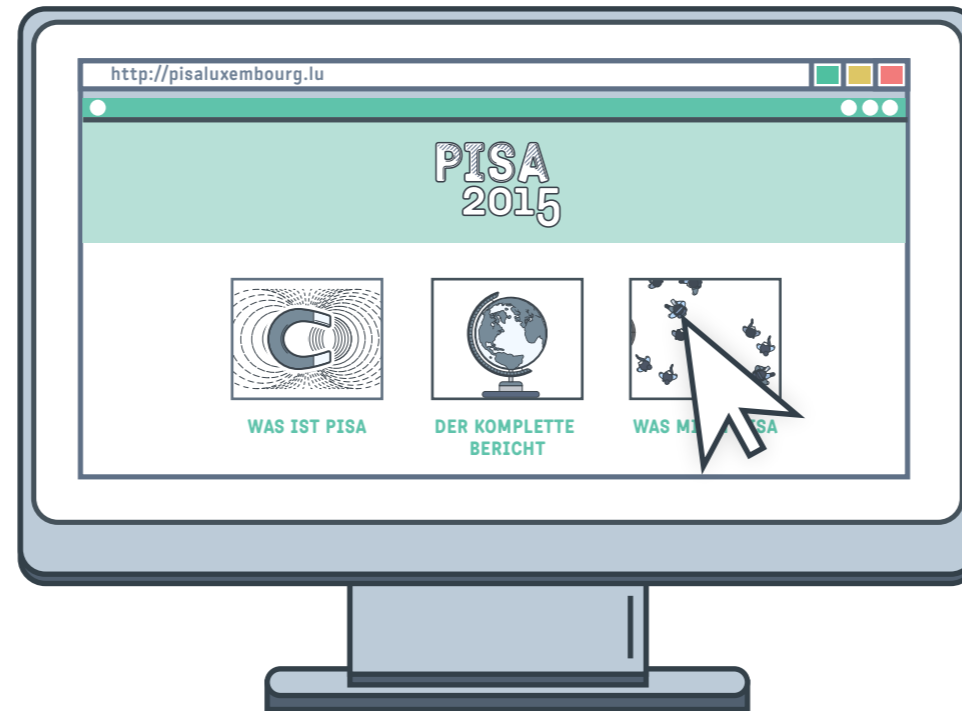 http://pisaluxembourg.lu
PISA
2015
WAS IST PISA
DER KOMPLETTE
BERICHT
WAS